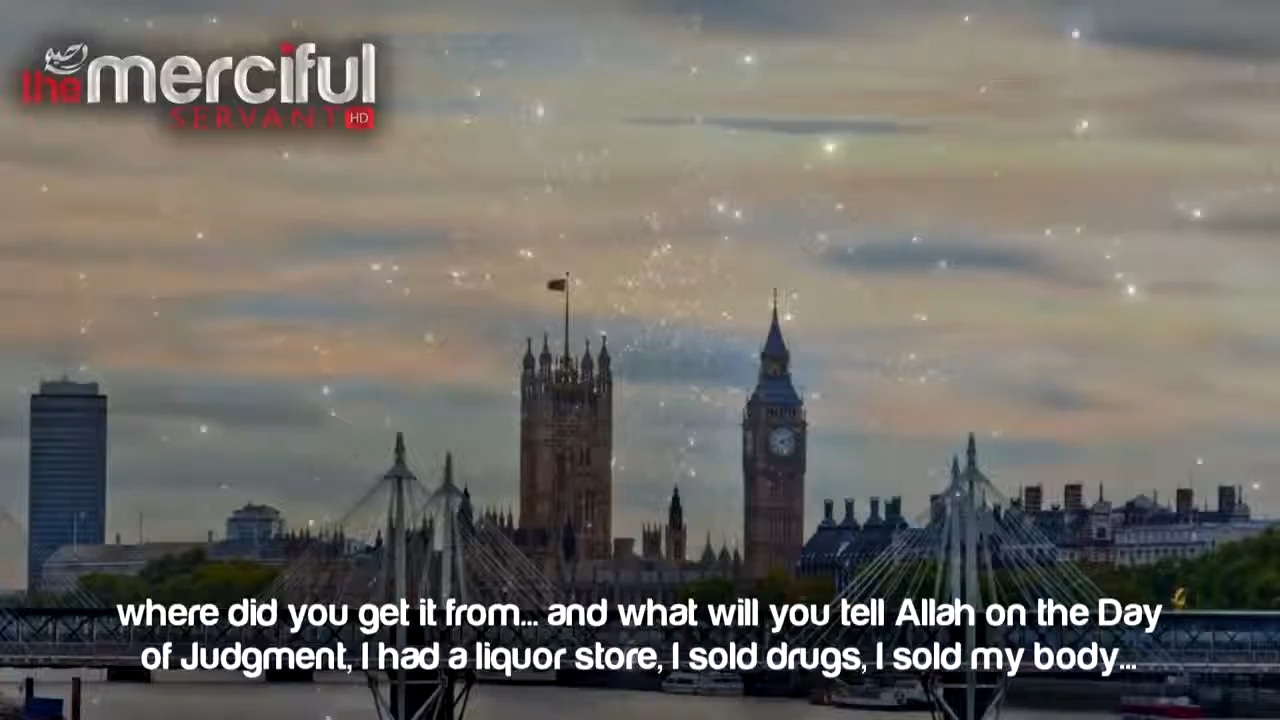 the merciful
SERVANT HD
where did you get it from... and what will you tell Allah on the Day
of Judgment, I had a liquor store, I sold drugs, I sold my body...